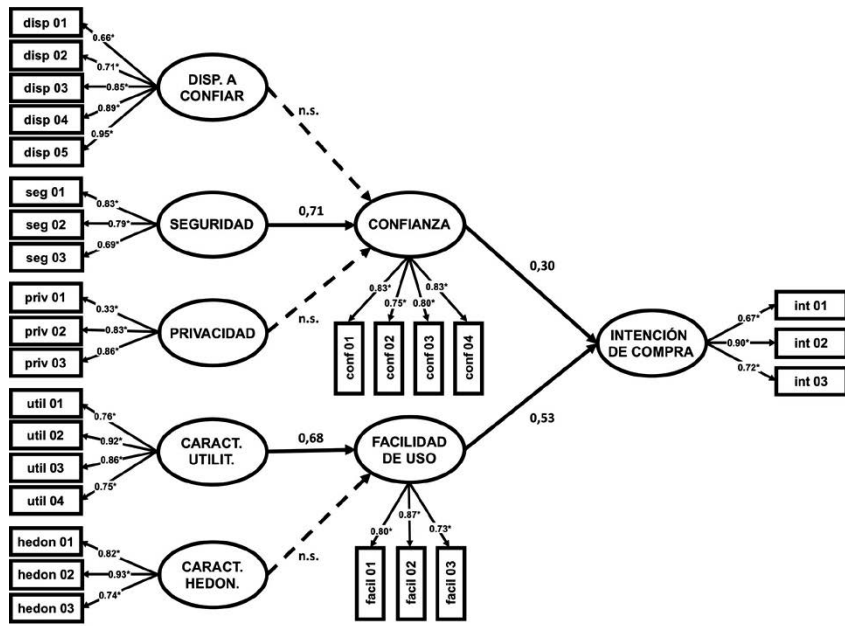 disp 01
disp 02
disp 03
disp 04
disp 05
0.66*
0.71*
0.85*
0.89*
0.95*
DISP. A
CONFIAR
n.s.
seg 01
seg 02
seg 03
0.83*
0.79*
0.69*
SEGURIDAD
0,71
CONFIANZA
priv 01
priv 02
priv 03
0.33*
0.83*
0.86*
PRIVACIDAD
n.s.
0.83*
0.75*
0.80*
0.83*
conf 01
conf 02
conf 03
conf 04
0,30
INTENCIÓN
DE COMPRA
0.67*
0.90*
0.72*
int 01
int 02
int 03
util 01
util 02
util 03
util 04
0.76*
0.92*
0.86*
0.75*
CARACT.
UTILIT.
0,68
FACILIDAD
DE USO
0,53
hedon 01
hedon 02
hedon 03
0.82*
0.93*
0.74*
CARACT.
HEDON.
n.s.
0.80*
0.87*
0.73*
facil 01
facil 02
facil 03